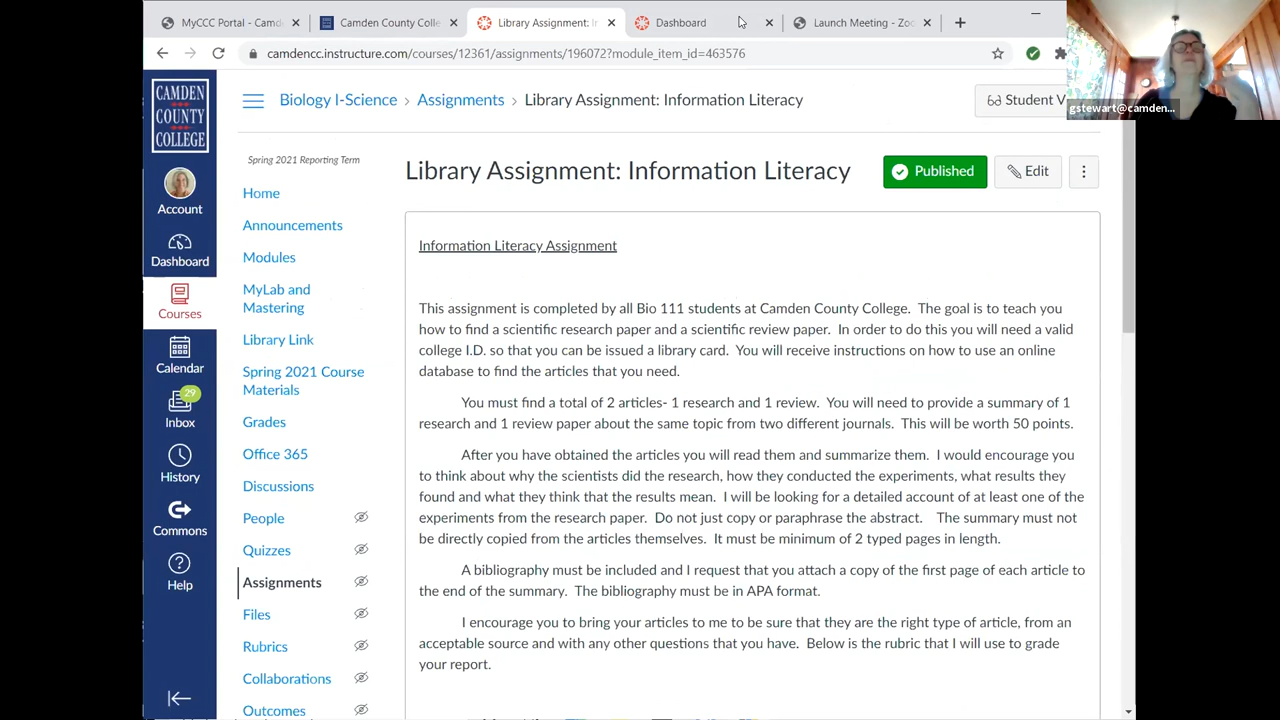 MyCCC Portal - Camd
Camden County Colle
Library Assignment: I
Dashboard
Launch Meeting - Zoo
camdencc.instructure.com/courses/12361/assignments/196072?module_item_id=463576
gstewart@camden...
CAMDEN
COUNTY
COLLEGE
Account
Dashboard
Courses
Calendar
29
Inbox
History
Commons
Help
Biology I-Science › Assignments › Library Assignment: Information Literacy
Student V
Spring 2021 Reporting Term
Home
Announcements
Modules
MyLab and
Mastering
Library Link
Spring 2021 Course
Materials
Grades
Office 365
Discussions
People
Quizzes
Assignments
Files
Rubrics
Collaborations
Outcomes
Library Assignment: Information Literacy
Published
Edit
Information Literacy Assignment
This assignment is completed by all Bio 111 students at Camden County College. The goal is to teach you
how to find a scientific research paper and a scientific review paper. In order to do this you will need a valid
college I.D. so that you can be issued a library card. You will receive instructions on how to use an online
database to find the articles that you need.
You must find a total of 2 articles- 1 research and 1 review. You will need to provide a summary of 1
research and 1 review paper about the same topic from two different journals. This will be worth 50 points.
After you have obtained the articles you will read them and summarize them. I would encourage you
to think about why the scientists did the research, how they conducted the experiments, what results they
found and what they think that the results mean. I will be looking for a detailed account of at least one of the
experiments from the research paper. Do not just copy or paraphrase the abstract. The summary must not
be directly copied from the articles themselves. It must be minimum of 2 typed pages in length.
A bibliography must be included and I request that you attach a copy of the first page of each article to
the end of the summary. The bibliography must be in APA format.
I encourage you to bring your articles to me to be sure that they are the right type of article, from an
acceptable source and with any other questions that you have. Below is the rubric that I will use to grade
your report.